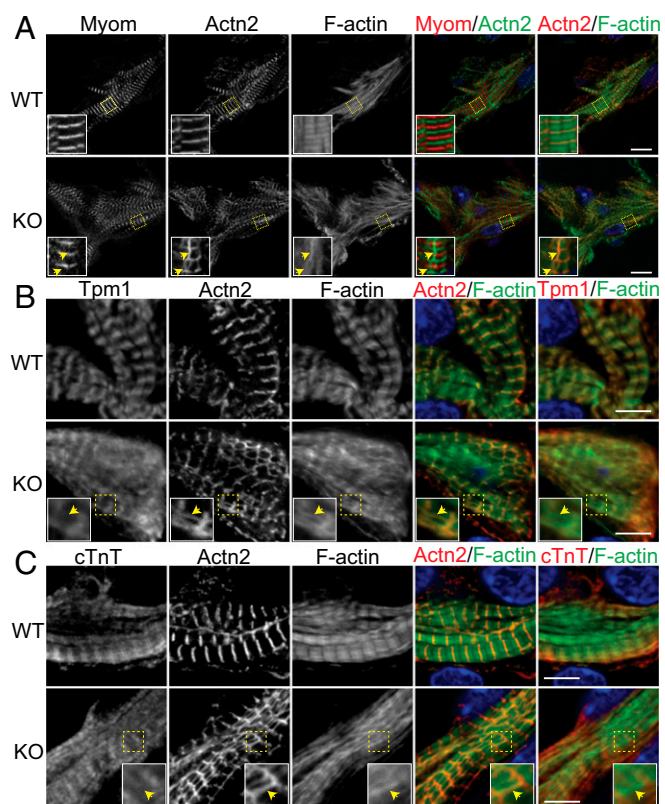 A Myom Actn2 F-actin Myom/Actn2 Actn2/F-actin
WT
KO
B Tpm1 Actn2 F-actin Actn2/F-actin Tpm1/F-actin
WT
KO
C cTnT Actn2 F-actin Actn2/F-actin cTnT/F-actin
WT
KO